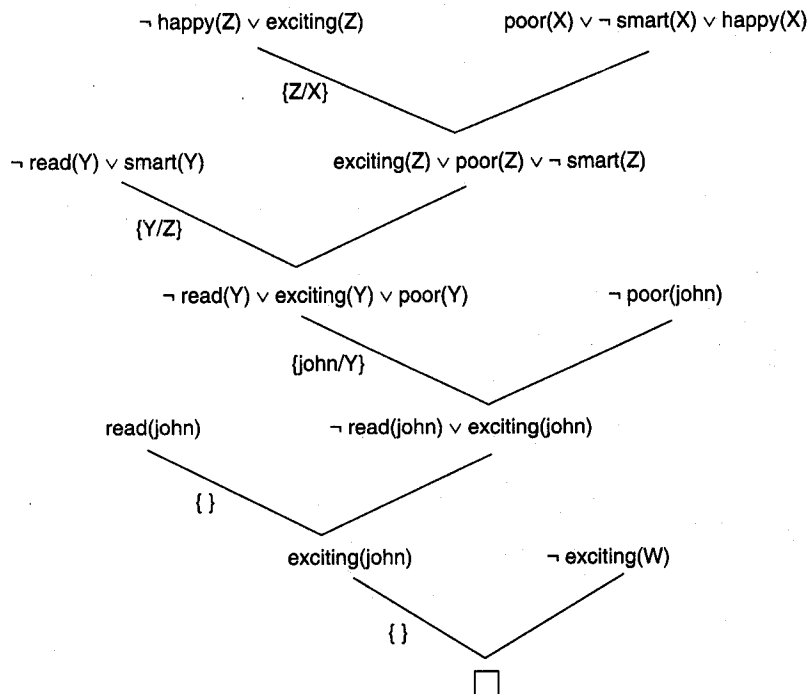 ¬ happy(Z) ∨ exciting(Z) poor(X) ∨ ¬ smart(X) ∨ happy(X)
{Z/X}
¬ read(Y) ∨ smart(Y) exciting(Z) ∨ poor(Z) ∨ ¬ smart(Z)
{Y/Z}
¬ read(Y) ∨ exciting(Y) ∨ poor(Y) ¬ poor(john)
{john/Y}
read(john) ¬ read(john) ∨ exciting(john)
{ }
exciting(john) ¬ exciting(W)
{ }